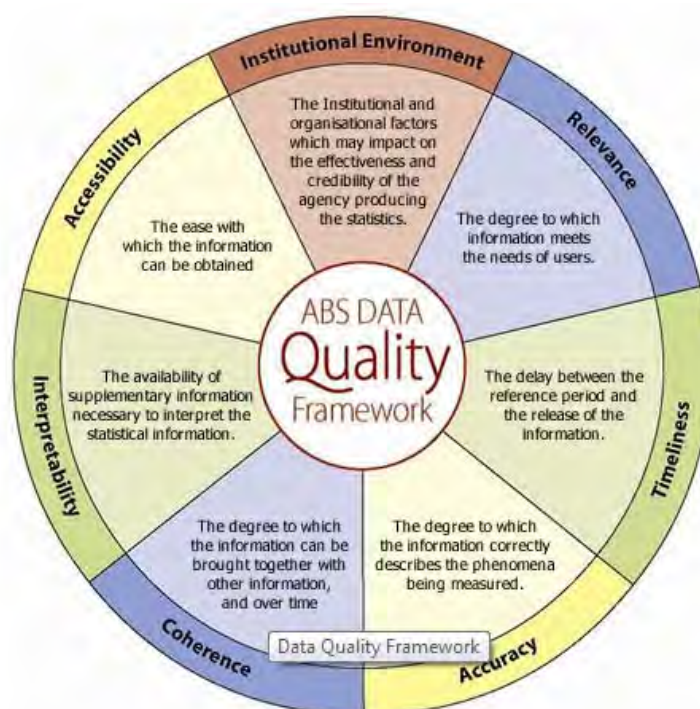 Institutional Environment
The Institutional and
organisational factors
which may impact on
the effectiveness and
credibility of the
agency producing
the statistics.
Relevance
The degree to which
information meets
the needs of users.
Timeliness
The delay between the
reference period and
the release of the
information.
Accuracy
The degree to which
the information correctly
describes the phenomena
being measured.
Coherence
The degree to which
the information can be
brought together with
other information,
and over time
Interpretability
The availability of
supplementary information
necessary to interpret the
statistical information.
Accessibility
The ease with
which the information
can be obtained
ABS DATA
Quality
Framework
Data Quality Framework